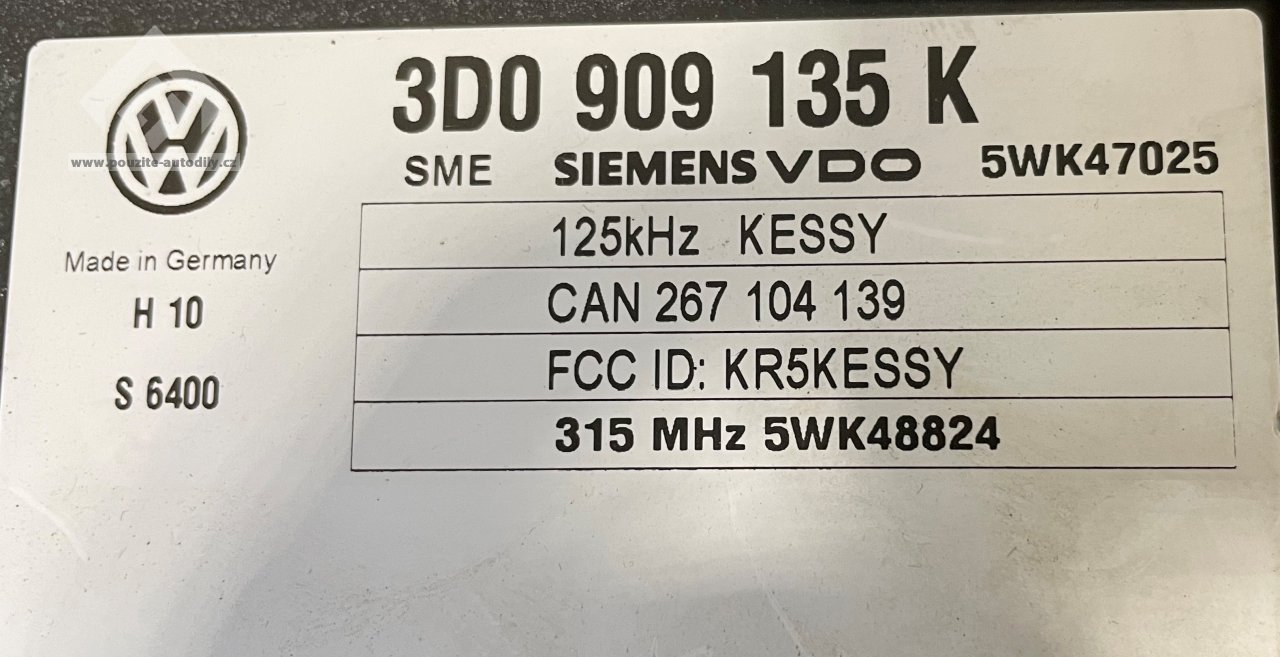 3D0 909 135 K
www.pouzite-autodily.cz
SME SIEMENS VDO 5WK47025
125kHz KESSY
Made in Germany
H 10
CAN 267 104 139
FCC ID: KR5KESSY
S 6400
315 MHz 5WK48824